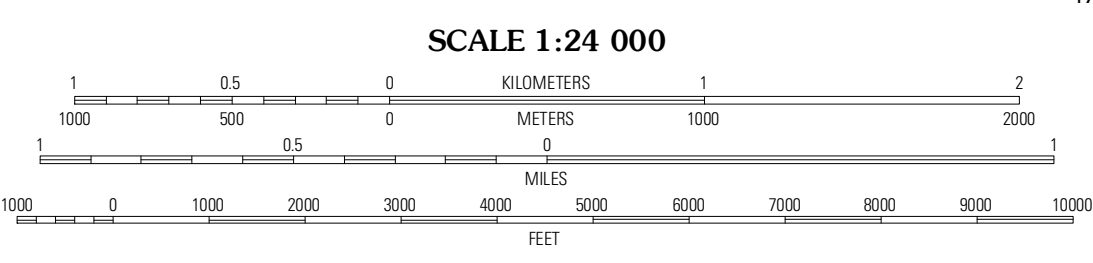 SCALE 1:24 000
1 0.5 0 KILOMETERS 1 2
1000 500 0 METERS 1000 2000
1 0.5 0 1
MILES
1000 0 1000 2000 3000 4000 5000 6000 7000 8000 9000 10000
FEET